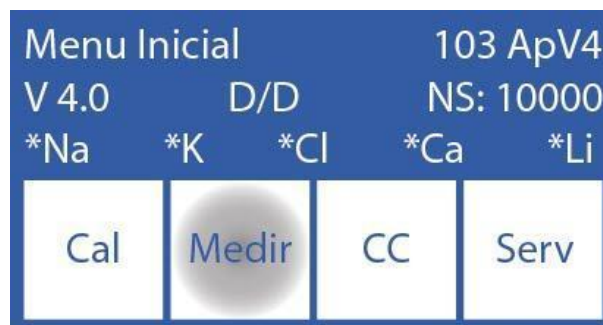 Menu Inicial 103 ApV4
V 4.0 D/D NS: 10000
*Na *K *Cl *Ca *Li
Cal Medir CC Serv